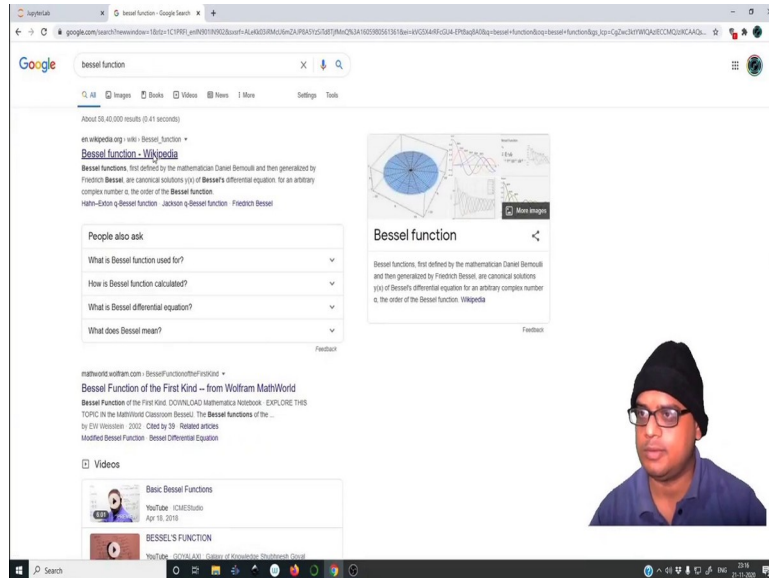 JupyterLab
bessel function - Google Search
Google
bessel function
All Images Books Videos News More Settings Tools
About 58,40,000 results (0.41 seconds)
en.wikipedia.org › wiki › Bessel_function
Bessel function - Wikipedia
Bessel functions, first defined by the mathematician Daniel Bernoulli and then generalized by
Friedrich Bessel, are canonical solutions y(x) of Bessel's differential equation, for an arbitrary
complex number α, the order of the Bessel function.
Hahn–Exton q-Bessel function · Jackson q-Bessel function · Friedrich Bessel
People also ask
What is Bessel function used for?
How is Bessel function calculated?
What is Bessel differential equation?
What does Bessel mean?
Feedback
mathworld.wolfram.com › BesselFunctionoftheFirstKind
Bessel Function of the First Kind -- from Wolfram MathWorld
Bessel Function of the First Kind. DOWNLOAD Mathematica Notebook · EXPLORE THIS
TOPIC IN the MathWorld Classroom BesselJ. The Bessel functions of the ...
by EW Weisstein · 2002 · Cited by 39 · Related articles
Modified Bessel Function · Bessel Differential Equation
Videos
Basic Bessel Functions
YouTube · ICMEStudio
Apr 18, 2018
BESSEL'S FUNCTION
YouTube · GOYALAXI : Galaxy of Knowledge Shubhnesh Goyal
More images
Bessel function
Bessel functions, first defined by the mathematician Daniel Bernoulli
and then generalized by Friedrich Bessel, are canonical solutions
y(x) of Bessel's differential equation for an arbitrary complex number
α, the order of the Bessel function. Wikipedia
Feedback
Search
ENG
23:16
21-11-2020